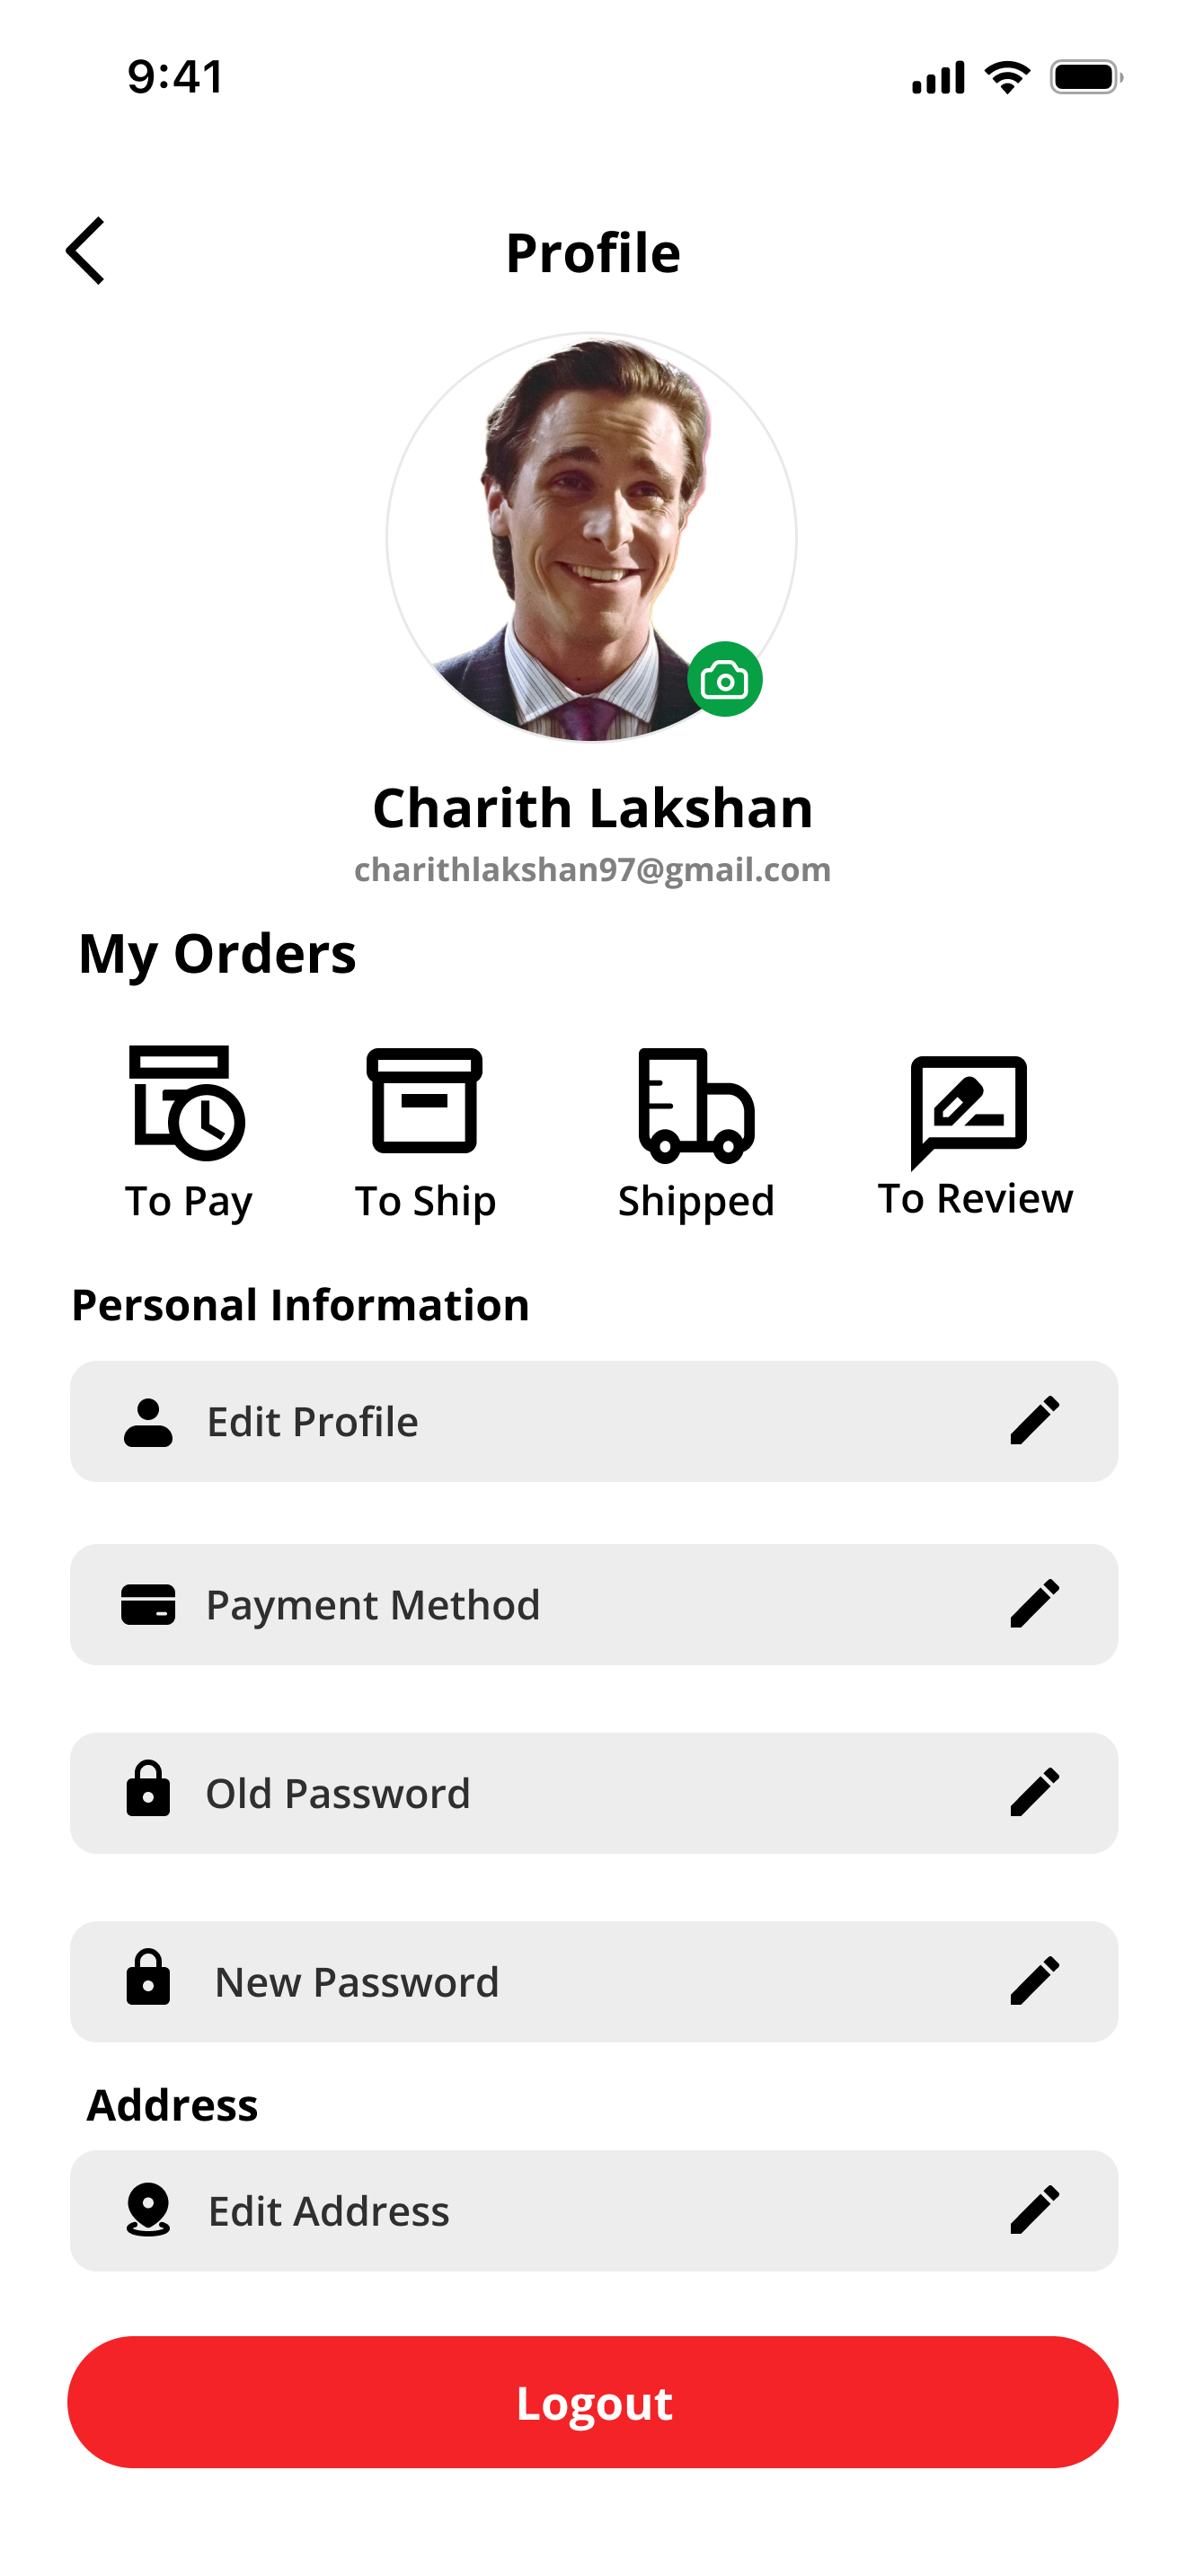 9:41
Profile
Charith Lakshan
charithlakshan97@gmail.com
My Orders
To Pay To Ship Shipped To Review
Personal Information
Edit Profile
Payment Method
Old Password
New Password
Address
Edit Address
Logout